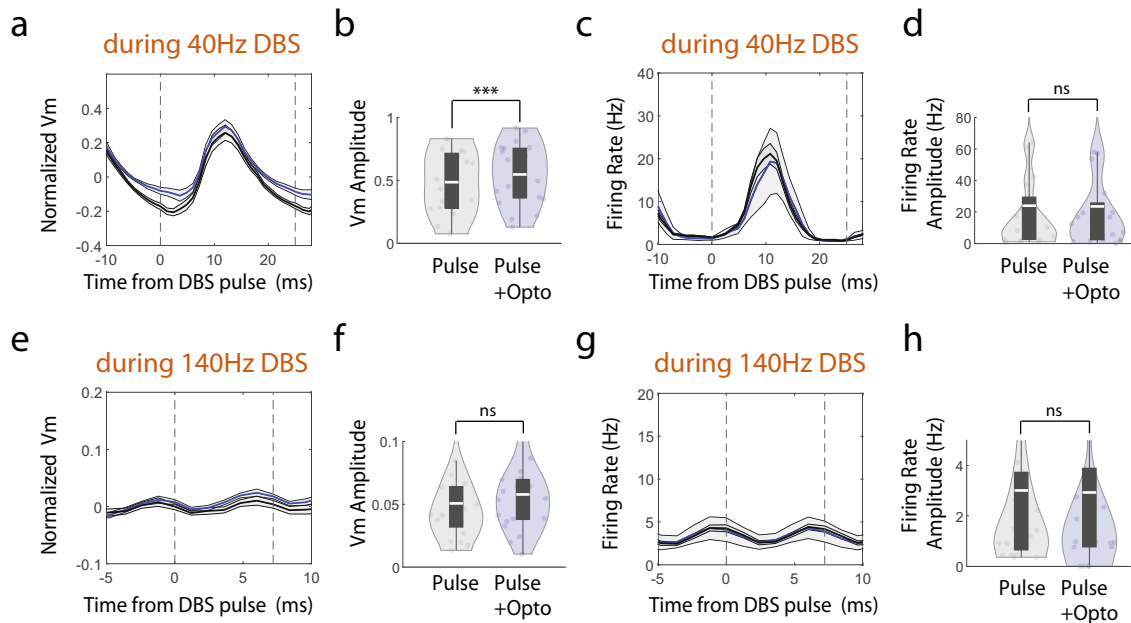 a
during 40Hz DBS
Normalized Vm
0.4
0.2
0
-0.2
-0.4
-10
0
10
20
Time from DBS pulse (ms)
b
***
Vm Amplitude
1
0.5
0
Pulse
Pulse
+Opto
c
during 40Hz DBS
Firing Rate (Hz)
40
30
20
10
0
-10
0
10
20
Time from DBS pulse (ms)
d
ns
Firing Rate
Amplitude (Hz)
80
60
40
20
0
Pulse
Pulse
+Opto
e
during 140Hz DBS
Normalized Vm
0.2
0.1
0
-0.1
-5
0
5
10
Time from DBS pulse (ms)
f
ns
Vm Amplitude
0.1
0.05
0
Pulse
Pulse
+Opto
g
during 140Hz DBS
Firing Rate (Hz)
20
15
10
5
0
-5
0
5
10
Time from DBS pulse (ms)
h
ns
Firing Rate
Amplitude (Hz)
4
2
0
Pulse
Pulse
+Opto